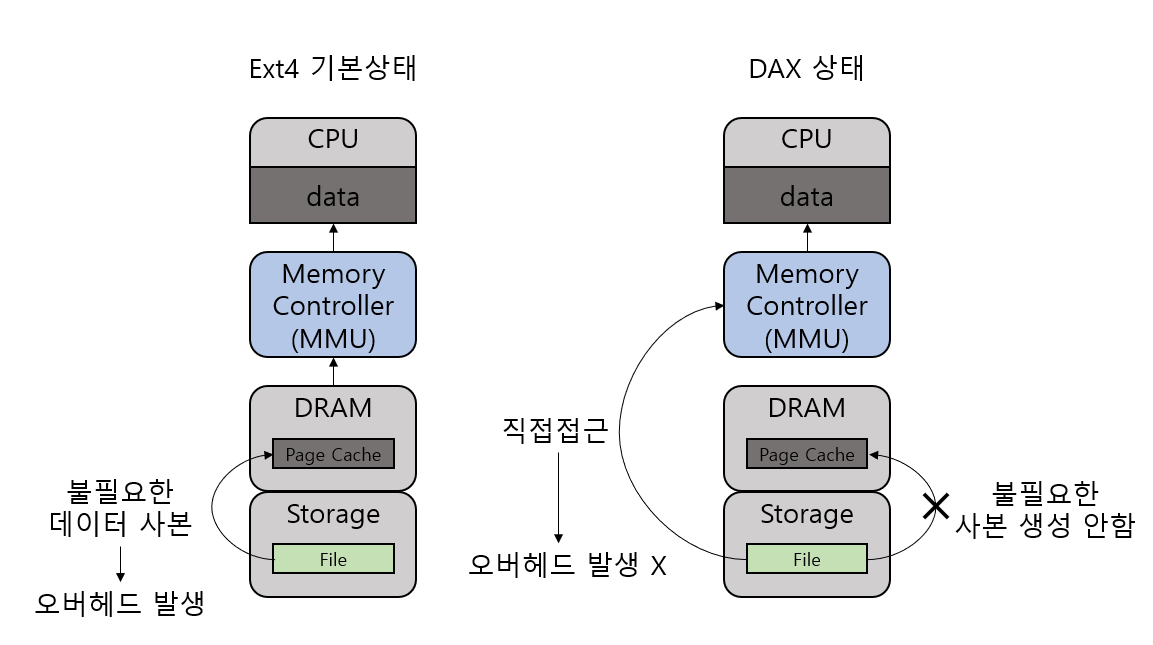 Ext4 기본상태
CPU
data
Memory
Controller
(MMU)
DRAM
Page Cache
Storage
File
불필요한
데이터 사본
오버헤드 발생
DAX 상태
CPU
data
Memory
Controller
(MMU)
DRAM
Page Cache
Storage
File
직접접근
오버헤드 발생 X
불필요한
사본 생성 안함